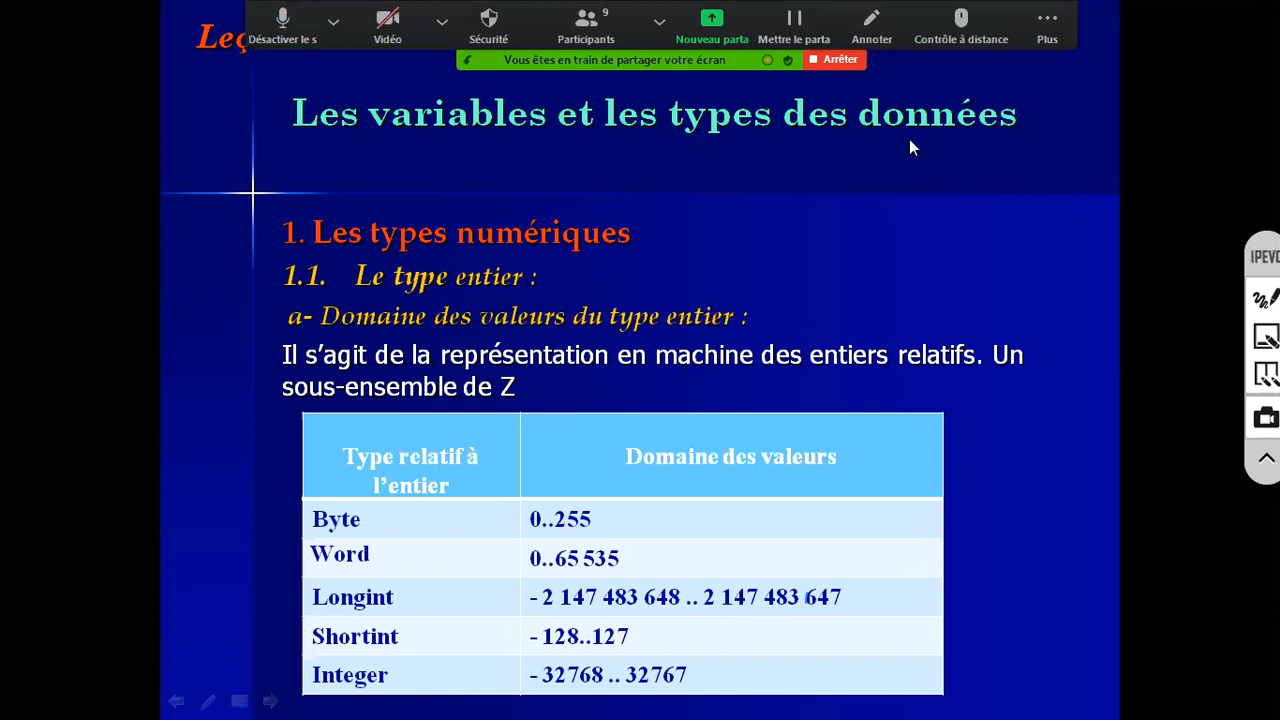 Désactiver le s
Vidéo
Sécurité
9
Participants
Nouveau parta
Mettre le parta
Annoter
Contrôle à distance
Plus
Vous êtes en train de partager votre écran
Arrêter
Leç
Les variables et les types des données
1. Les types numériques
1.1. Le type entier :
a- Domaine des valeurs du type entier :
Il s’agit de la représentation en machine des entiers relatifs. Un
sous-ensemble de Z
Type relatif à
l’entier
Domaine des valeurs
Byte
0..255
Word
0..65 535
Longint
- 2 147 483 648 .. 2 147 483 647
Shortint
- 128..127
Integer
- 32768 .. 32767
IPEVO